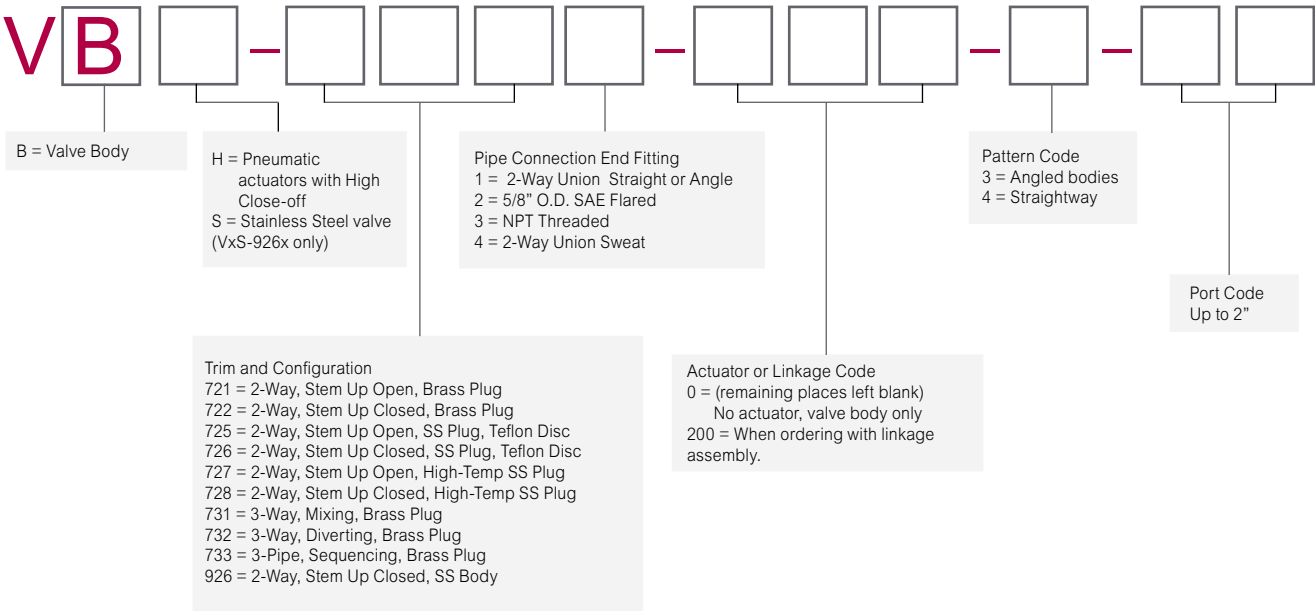 VB
B = Valve Body
H = Pneumatic
actuators with High
Close-off
S = Stainless Steel valve
(VxS-926x only)
Pipe Connection End Fitting
1 = 2-Way Union Straight or Angle
2 = 5/8” O.D. SAE Flared
3 = NPT Threaded
4 = 2-Way Union Sweat
Pattern Code
3 = Angled bodies
4 = Straightway
Port Code
Up to 2”
Trim and Configuration
721 = 2-Way, Stem Up Open, Brass Plug
722 = 2-Way, Stem Up Closed, Brass Plug
725 = 2-Way, Stem Up Open, SS Plug, Teflon Disc
726 = 2-Way, Stem Up Closed, SS Plug, Teflon Disc
727 = 2-Way, Stem Up Open, High-Temp SS Plug
728 = 2-Way, Stem Up Closed, High-Temp SS Plug
731 = 3-Way, Mixing, Brass Plug
732 = 3-Way, Diverting, Brass Plug
733 = 3-Pipe, Sequencing, Brass Plug
926 = 2-Way, Stem Up Closed, SS Body
Actuator or Linkage Code
0 = (remaining places left blank)
No actuator, valve body only
200 = When ordering with linkage
assembly.